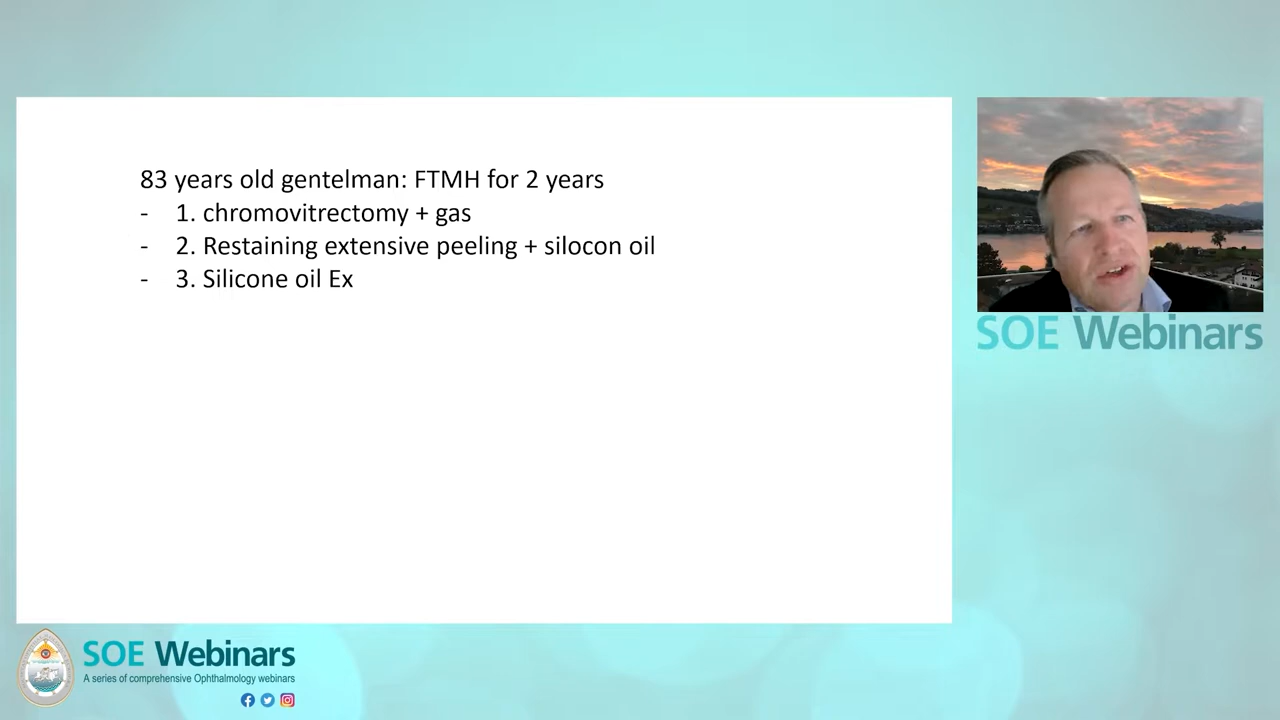 83 years old gentelman: FTMH for 2 years
- 1. chromovitrectomy + gas
- 2. Restaining extensive peeling + silocon oil
- 3. Silicone oil Ex
SOE Webinars
SOE Webinars
A series of comprehensive Ophthalmology webinars